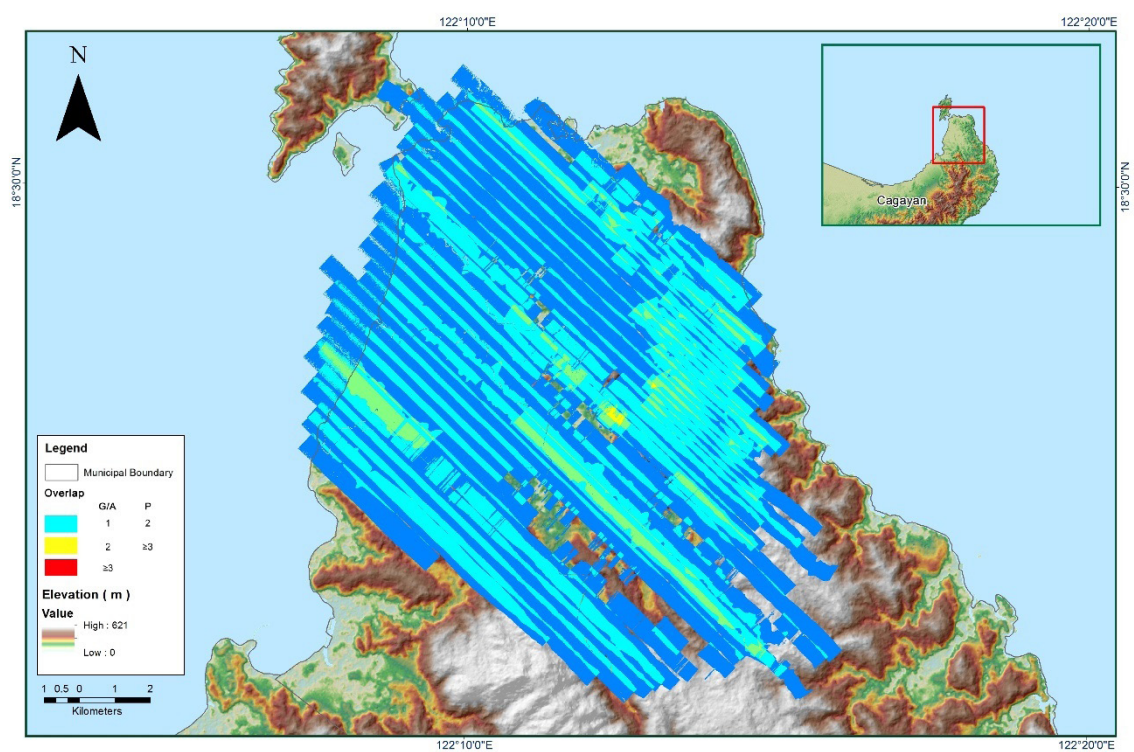 122°10'0"E
122°20'0"E
N
18°30'0"N
18°30'0"N
Cagayan
Legend
Municipal Boundary
Overlap
G/A P
1 2
2 ≥3
≥3
Elevation ( m )
Value
High : 621
Low : 0
1 0.5 0 1 2
Kilometers
122°10'0"E
122°20'0"E